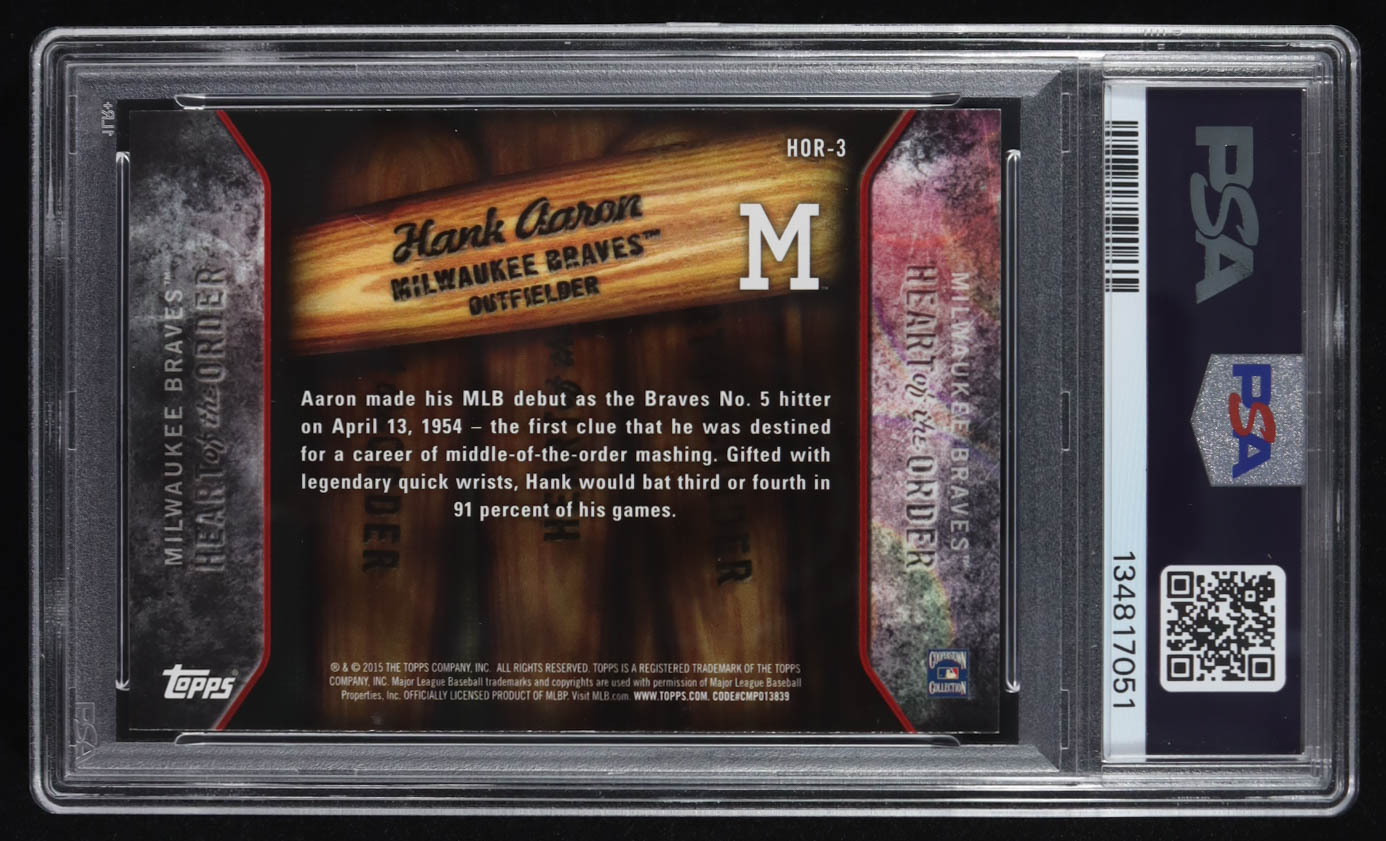 HOR-3
Hank Aaron
MILWAUKEE BRAVES™
OUTFIELDER
M
Aaron made his MLB debut as the Braves No. 5 hitter
on April 13, 1954 – the first clue that he was destined
for a career of middle-of-the-order mashing. Gifted with
legendary quick wrists, Hank would bat third or fourth in
91 percent of his games.
® & © 2015 THE TOPPS COMPANY, INC. ALL RIGHTS RESERVED. TOPPS IS A REGISTERED TRADEMARK OF THE TOPPS
COMPANY, INC. Major League Baseball trademarks and copyrights are used with permission of Major League Baseball
Properties, Inc. OFFICIALLY LICENSED PRODUCT OF MLBP. Visit MLB.com. WWW.TOPPS.COM. CODE#CMP013839
MILWAUKEE BRAVES™
HEART of the ORDER
Topps
MILWAUKEE BRAVES™
HEART of the ORDER
COOPERSTOWN
COLLECTION
PSA
PSA
134817051
PSA